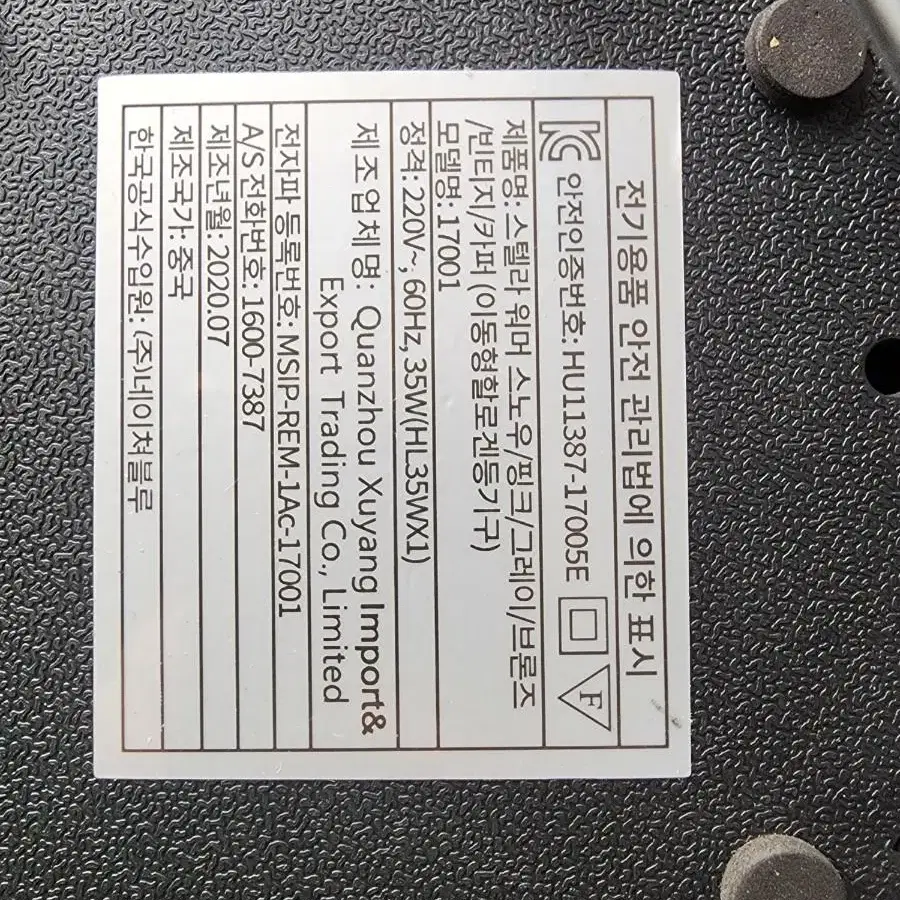 전기용품 안전 관리법에 의한 표시
안전인증번호: HU11387-17005E F
제품명: 스텔라 워머 스노우/핑크/그레이/브론즈
/빈티지/카퍼 (이동형할로겐등기구)
모델명: 17001
정격: 220V~, 60Hz, 35W(HL35WX1)
제조업체명: Quanzhou Xuyang Import&
Export Trading Co., Limited
전자파 등록번호: MSIP-REM-1Ac-17001
A/S 전화번호: 1600-7387
제조년월: 2020.07
제조국가: 중국
한국공식수입원: (주)네이쳐블루